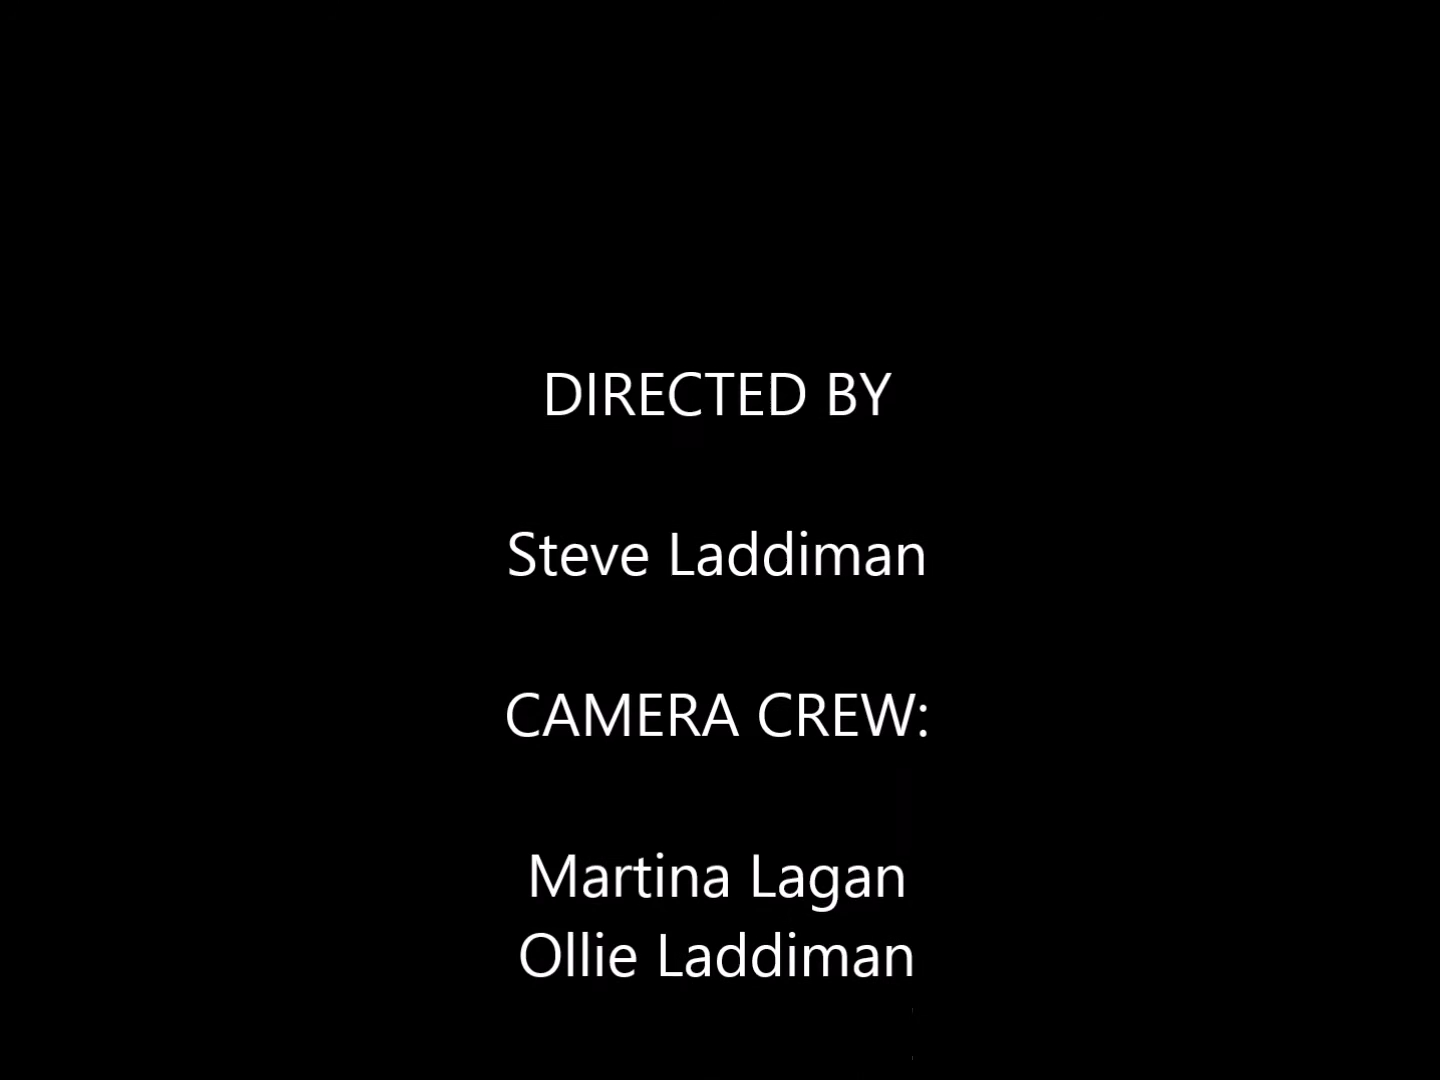 DIRECTED BY
Steve Laddiman
CAMERA CREW:
Martina Lagan
Ollie Laddiman